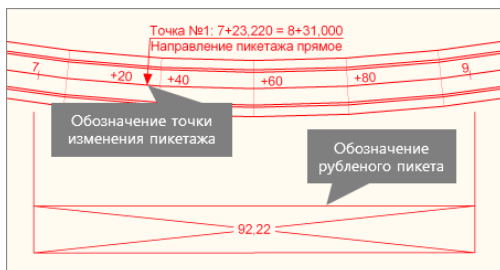 Точка №1: 7+23,220 = 8+31,000
Направление пикетажа прямое
7 +20 +40 +60 +80 9
Обозначение точки
изменения пикетажа
Обозначение
рубленого пикета
92,22